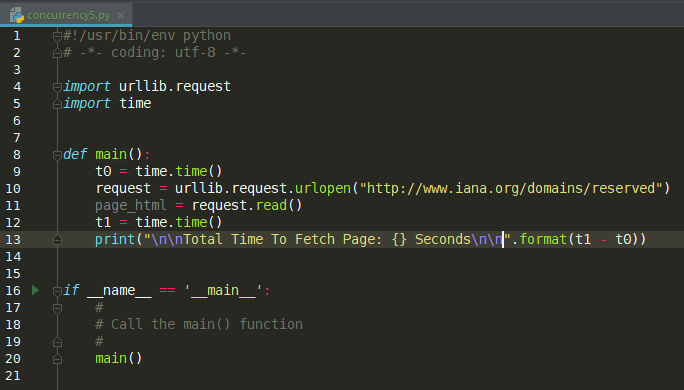 concurrency5.py
1 #!/usr/bin/env python
2 # -*- coding: utf-8 -*-
3
4 import urllib.request
5 import time
6
7
8 def main():
9     t0 = time.time()
10     request = urllib.request.urlopen("http://www.iana.org/domains/reserved")
11     page_html = request.read()
12     t1 = time.time()
13     print("\n\nTotal Time To Fetch Page: {} Seconds\n\n".format(t1 - t0))
14
15
16 if __name__ == '__main__':
17     #
18     # Call the main() function
19     #
20     main()
21